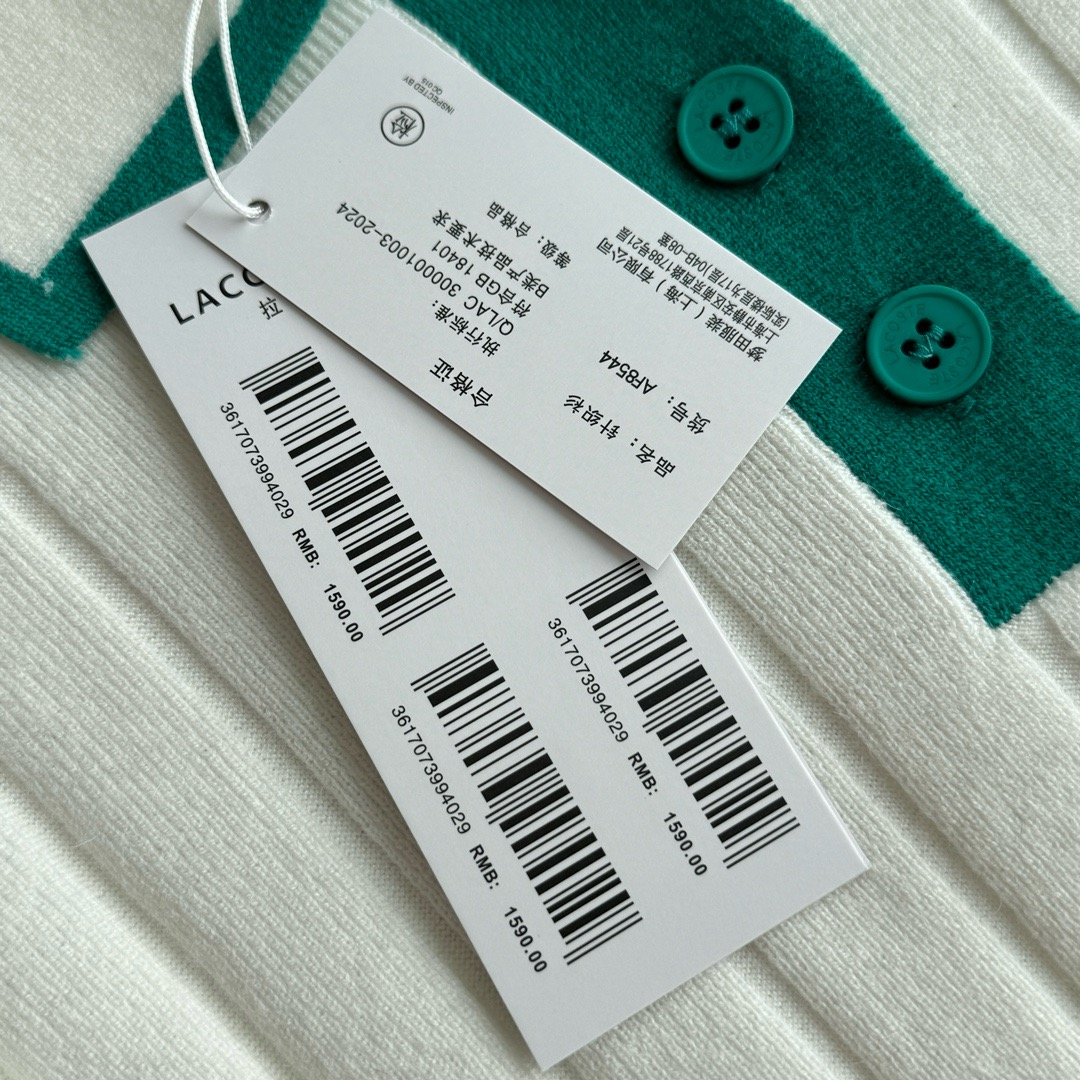 LACO
拉
3617073994029 RMB: 1590.00
3617073994029 RMB: 1590.00
3617073994029 RMB: 1590.00
品名：针织衫
货号：AF8544
合格证
执行标准：
Q/LAC 300001003-2024
符合GB 18401
B类产品技术要求
等级：合格品
梦田服装（上海）有限公司
上海市静安区南京西路1788号21层
(实际楼层为17层)04B-08室
检
INSPECTED BY
QC 015